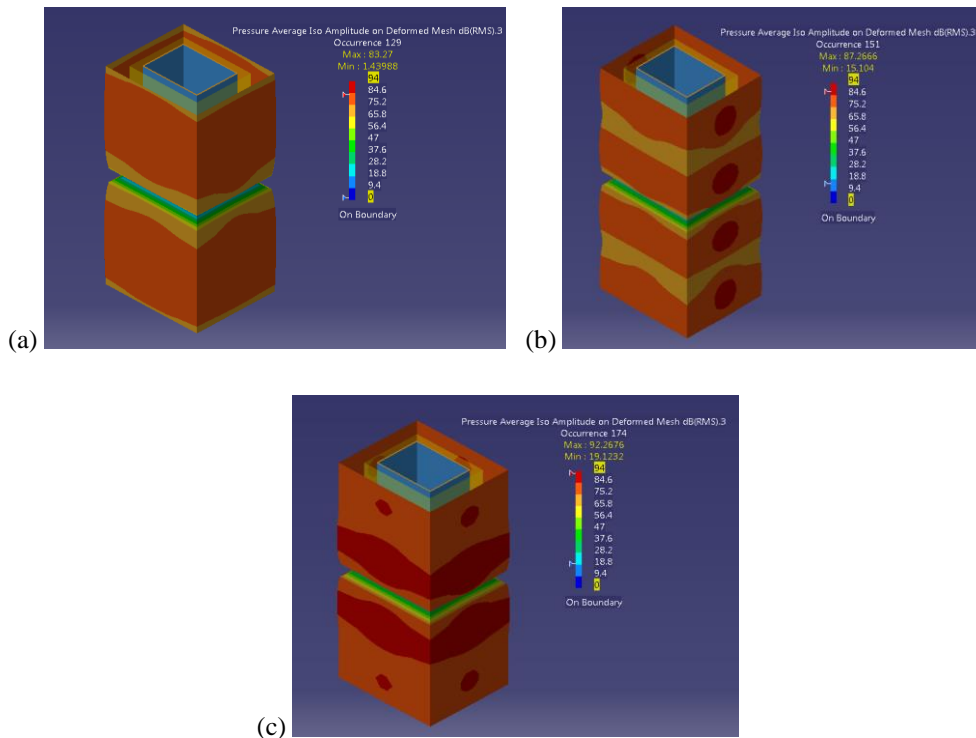 Pressure Average Iso Amplitude on Deformed Mesh dB(RMS).3
Occurrence 129
Max : 83.27
Min : 1.43988
94
84.6
75.2
65.8
56.4
47
37.6
28.2
18.8
9.4
0
On Boundary
(a)
Pressure Average Iso Amplitude on Deformed Mesh dB(RMS).3
Occurrence 151
Max : 87.2666
Min : 15.104
94
84.6
75.2
65.8
56.4
47
37.6
28.2
18.8
9.4
0
On Boundary
(b)
Pressure Average Iso Amplitude on Deformed Mesh dB(RMS).3
Occurrence 174
Max : 92.2676
Min : 19.1232
94
84.6
75.2
65.8
56.4
47
37.6
28.2
18.8
9.4
0
On Boundary
(c)